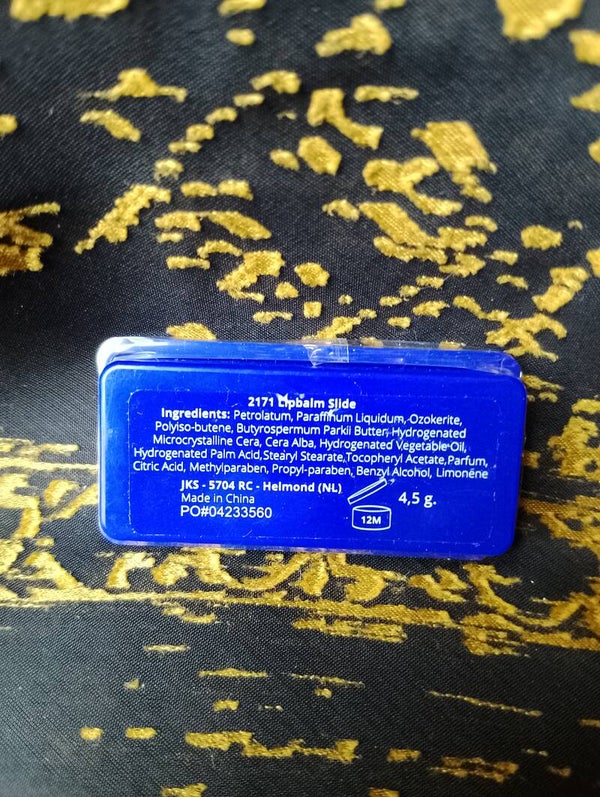 2171 Lipbalm Slide
Ingredients: Petrolatum, Paraffinum Liquidum, Ozokerite,
Polyiso-butene, Butyrospermum Parkii Butter, Hydrogenated
Microcrystalline Cera, Cera Alba, Hydrogenated Vegetable Oil,
Hydrogenated Palm Acid, Stearyl Stearate, Tocopheryl Acetate, Parfum,
Citric Acid, Methylparaben, Propyl-paraben, Benzyl Alcohol, Limonene
JKS - 5704 RC - Helmond (NL)
Made in China
PO#04233560
12M
4,5 g.